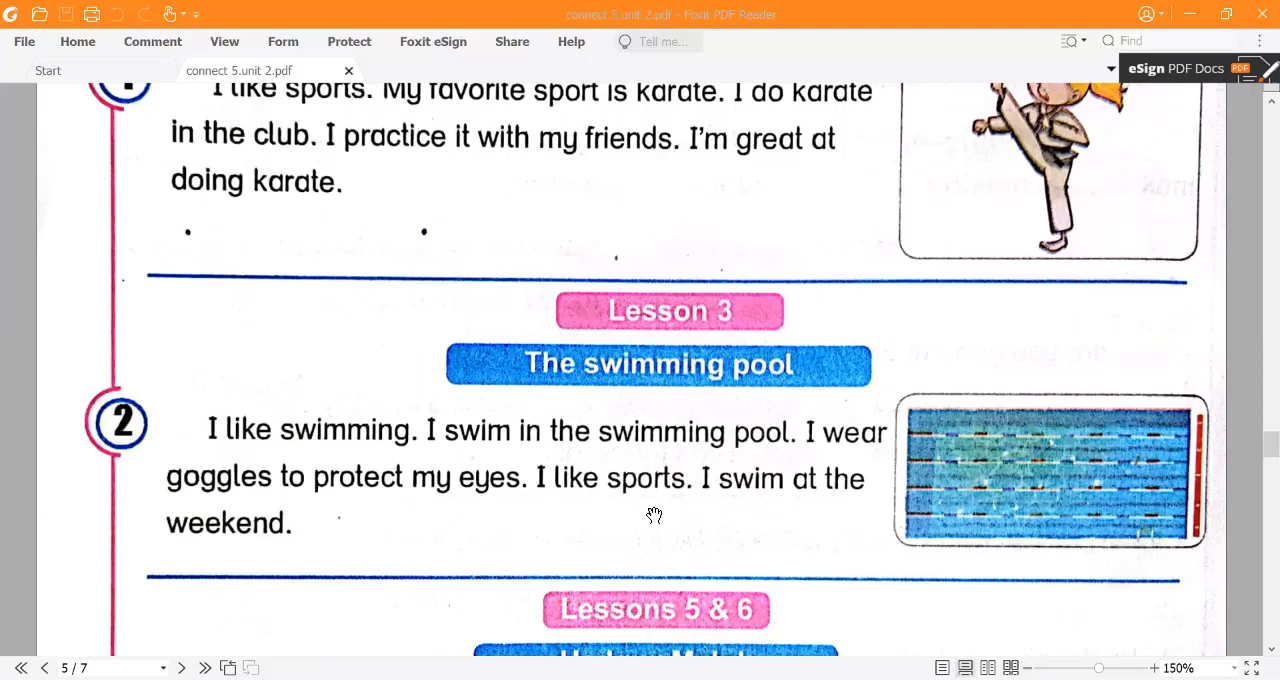 connect 5.unit 2.pdf - Foxit PDF Reader
File Home Comment View Form Protect Foxit eSign Share Help Tell me... Find
Start connect 5.unit 2.pdf eSign PDF Docs PDF
1 I like sports. My favorite sport is karate. I do karate
in the club. I practice it with my friends. I'm great at
doing karate.
Lesson 3
The swimming pool
2 I like swimming. I swim in the swimming pool. I wear
goggles to protect my eyes. I like sports. I swim at the
weekend.
Lessons 5 & 6
5 / 7 150%